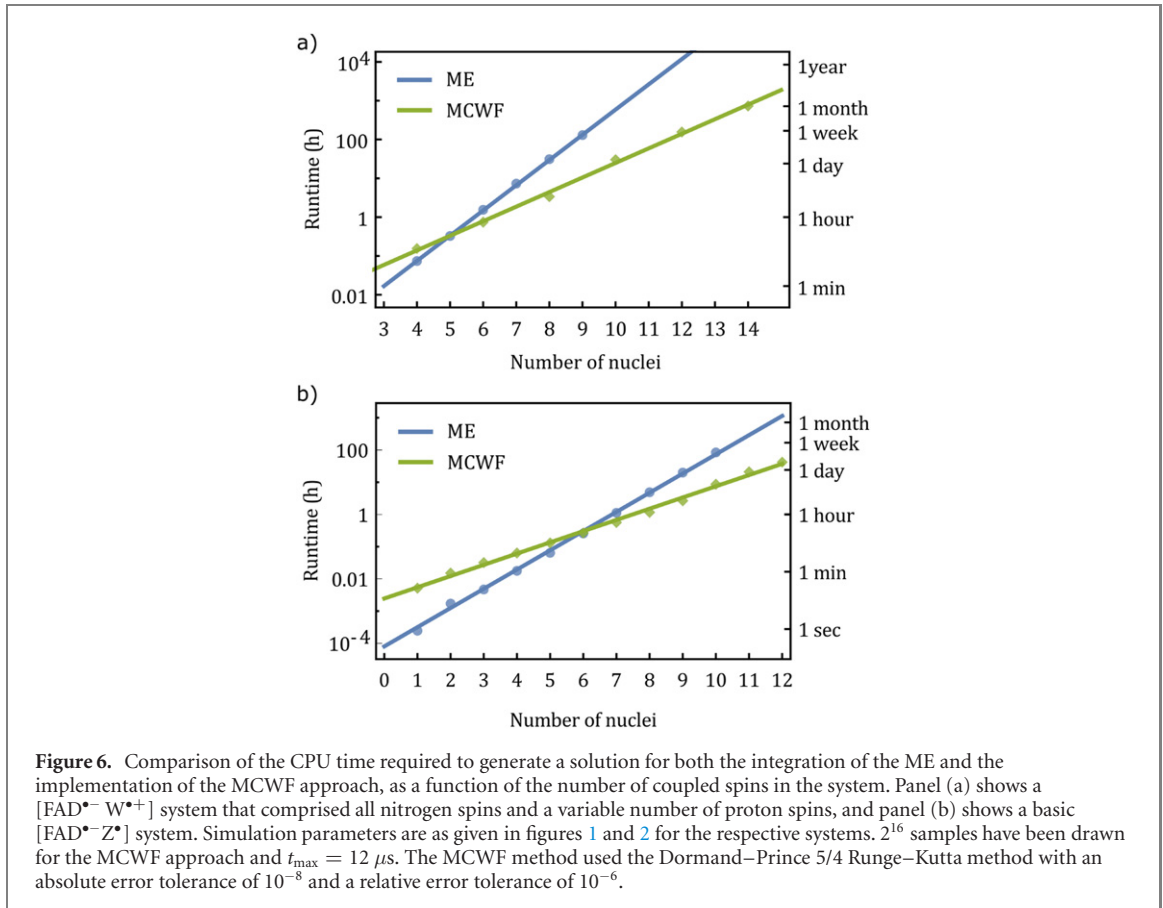 a)
10⁴
100
1
0.01
Runtime (h)
ME
MCWF
1year
1 month
1 week
1 day
1 hour
1 min
3 4 5 6 7 8 9 10 11 12 13 14
Number of nuclei
b)
100
1
0.01
10⁻⁴
Runtime (h)
ME
MCWF
1 month
1 week
1 day
1 hour
1 min
1 sec
0 1 2 3 4 5 6 7 8 9 10 11 12
Number of nuclei
Figure 6. Comparison of the CPU time required to generate a solution for both the integration of the ME and the
implementation of the MCWF approach, as a function of the number of coupled spins in the system. Panel (a) shows a
[FAD•− W•+] system that comprised all nitrogen spins and a variable number of proton spins, and panel (b) shows a basic
[FAD•−Z•] system. Simulation parameters are as given in figures 1 and 2 for the respective systems. 2¹⁶ samples have been drawn
for the MCWF approach and tmax = 12 μs. The MCWF method used the Dormand–Prince 5/4 Runge–Kutta method with an
absolute error tolerance of 10⁻⁸ and a relative error tolerance of 10⁻⁶.